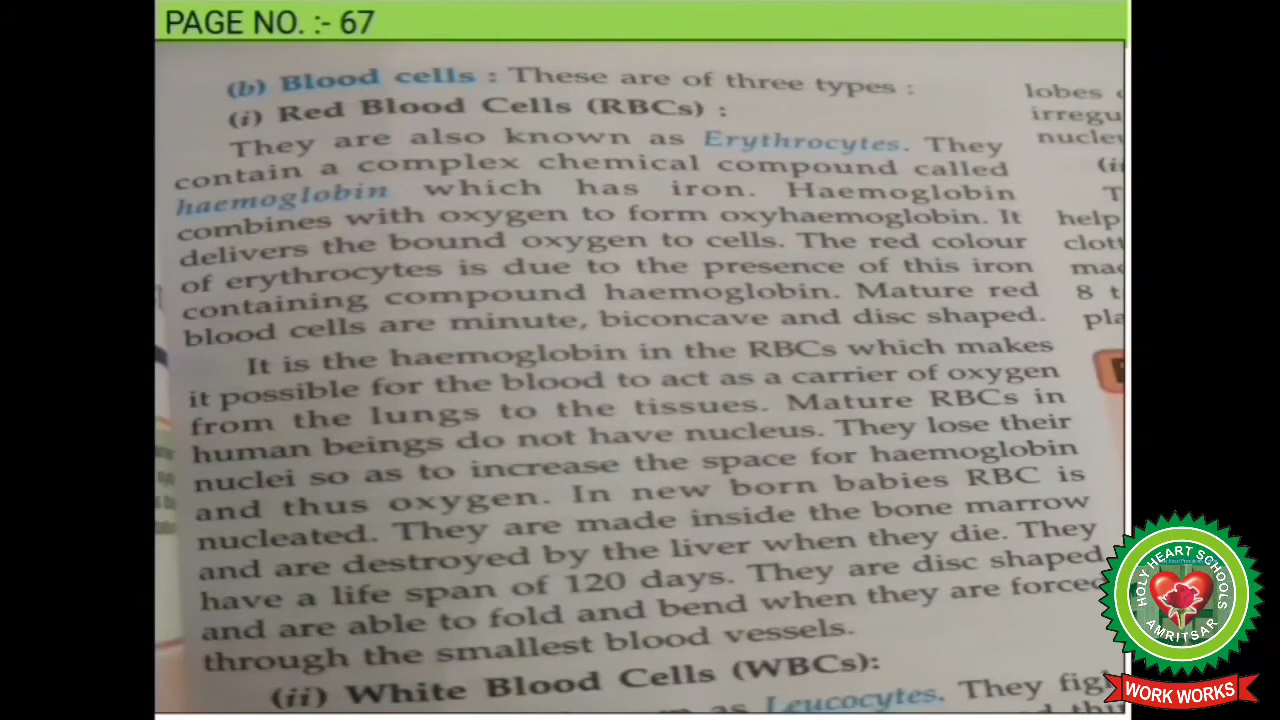 PAGE NO. :- 67
(b) Blood cells : These are of three types :
(i) Red Blood Cells (RBCs) :
They are also known as Erythrocytes. They
contain a complex chemical compound called
haemoglobin which has iron. Haemoglobin
combines with oxygen to form oxyhaemoglobin. It
delivers the bound oxygen to cells. The red colour
of erythrocytes is due to the presence of this iron
containing compound haemoglobin. Mature red
blood cells are minute, biconcave and disc shaped.
It is the haemoglobin in the RBCs which makes
it possible for the blood to act as a carrier of oxygen
from the lungs to the tissues. Mature RBCs in
human beings do not have nucleus. They lose their
nuclei so as to increase the space for haemoglobin
and thus oxygen. In new born babies RBC is
nucleated. They are made inside the bone marrow
and are destroyed by the liver when they die. They
have a life span of 120 days. They are disc shaped
and are able to fold and bend when they are forced
through the smallest blood vessels.
(ii) White Blood Cells (WBCs):
as Leucocytes. They
lobes
help
HOLY HEART SCHOOLS
AMRITSAR
WORK WORKS